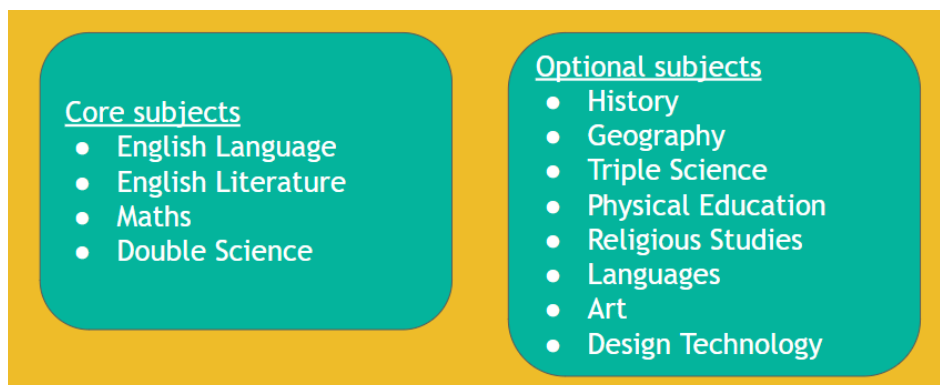 Core subjects
● English Language
● English Literature
● Maths
● Double Science
Optional subjects
● History
● Geography
● Triple Science
● Physical Education
● Religious Studies
● Languages
● Art
● Design Technology